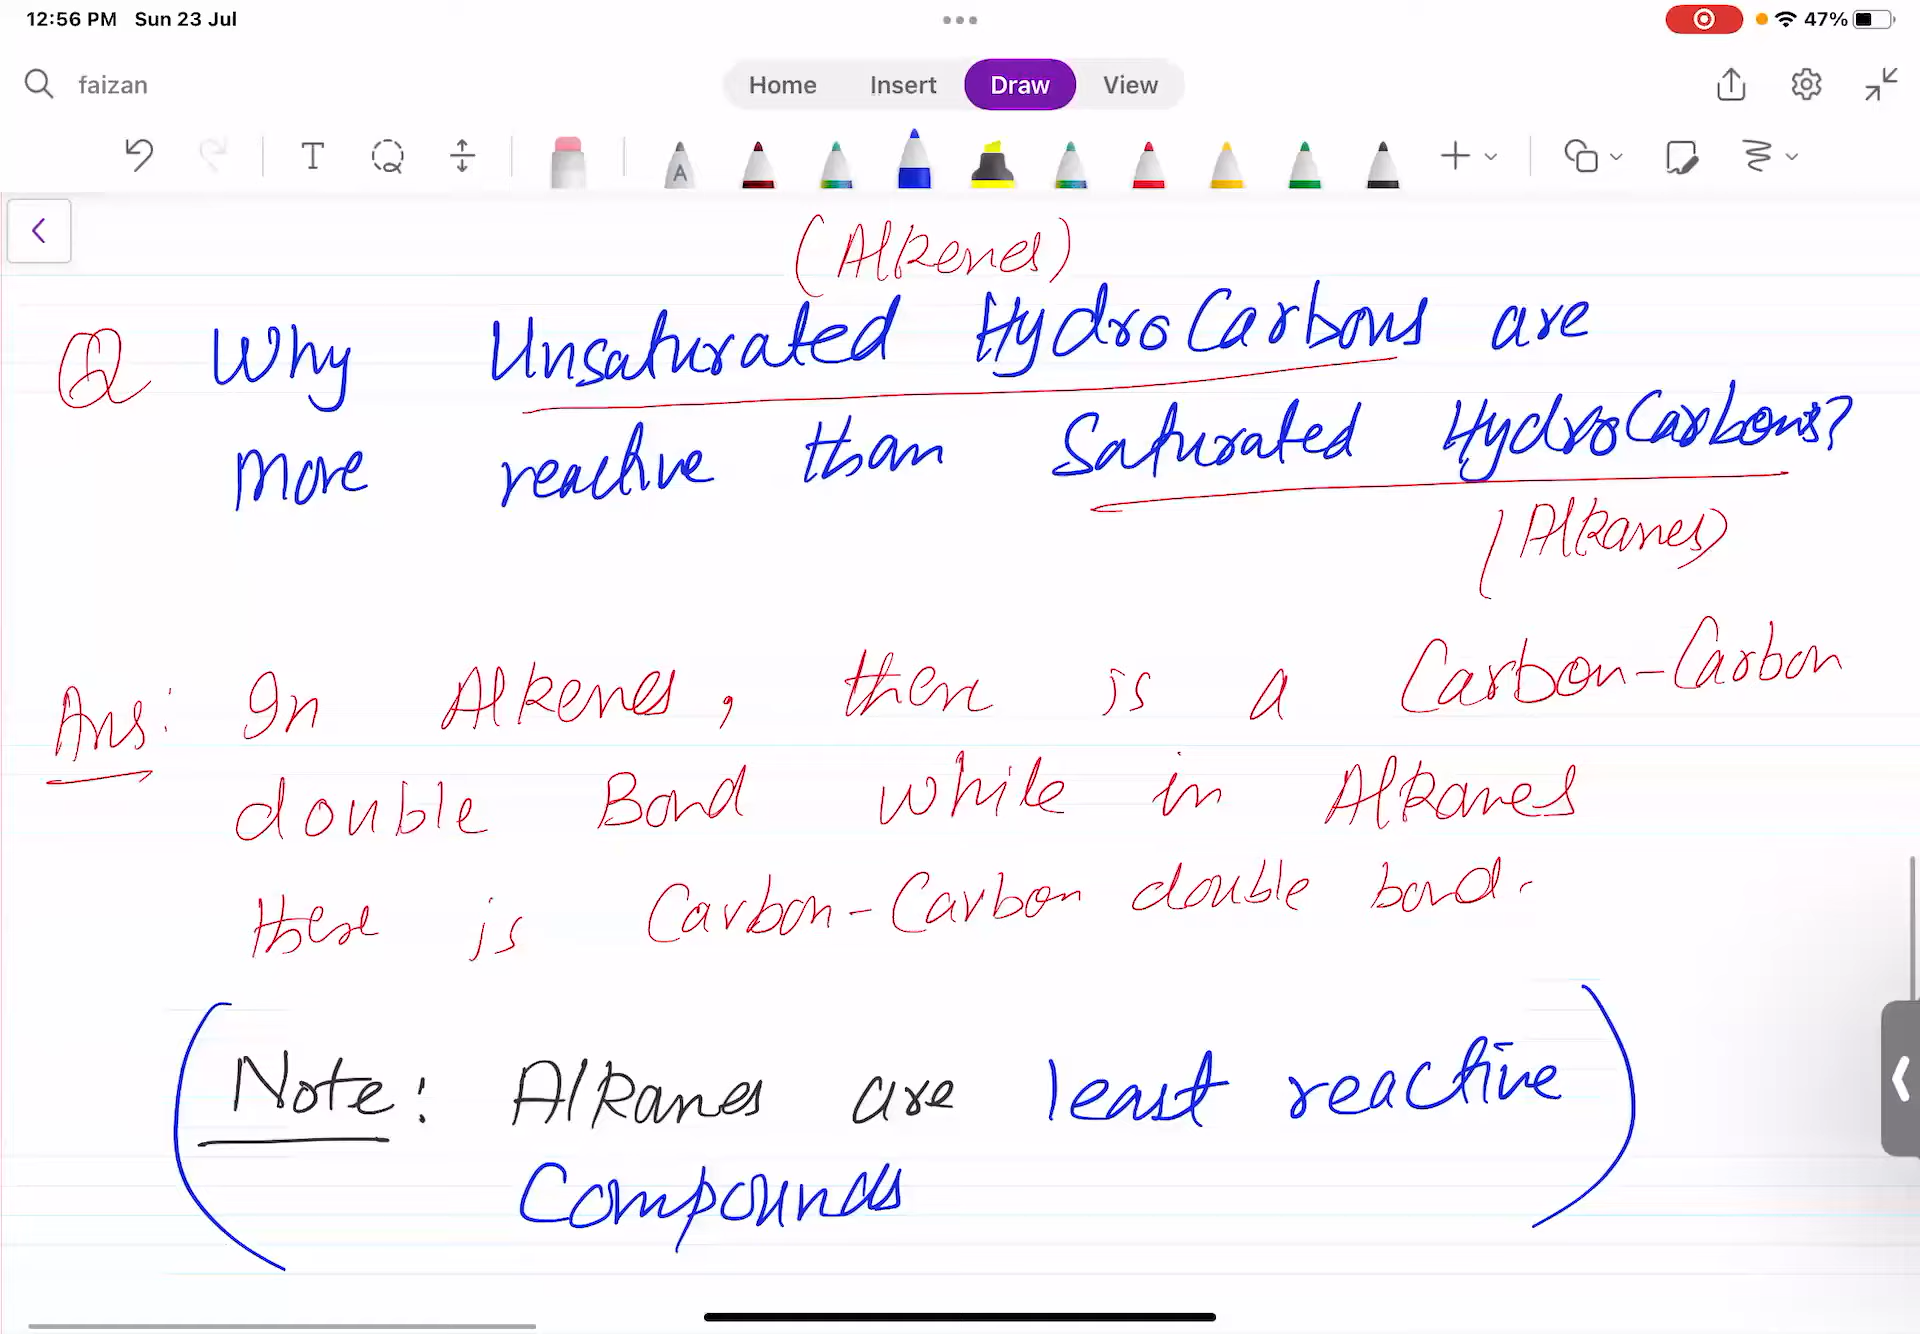 12:56 PM Sun 23 Jul
47%
faizan
Home Insert Draw View
T
A
(Alkenes)
Q Why Unsaturated HydroCarbons are
more reactive than Saturated HydroCarbons?
(Alkanes)
Ans: In Alkenes, there is a Carbon-Carbon
double Bond while in Alkanes
there is Carbon-Carbon double bond.
Note: Alkanes are least reactive
Compounds